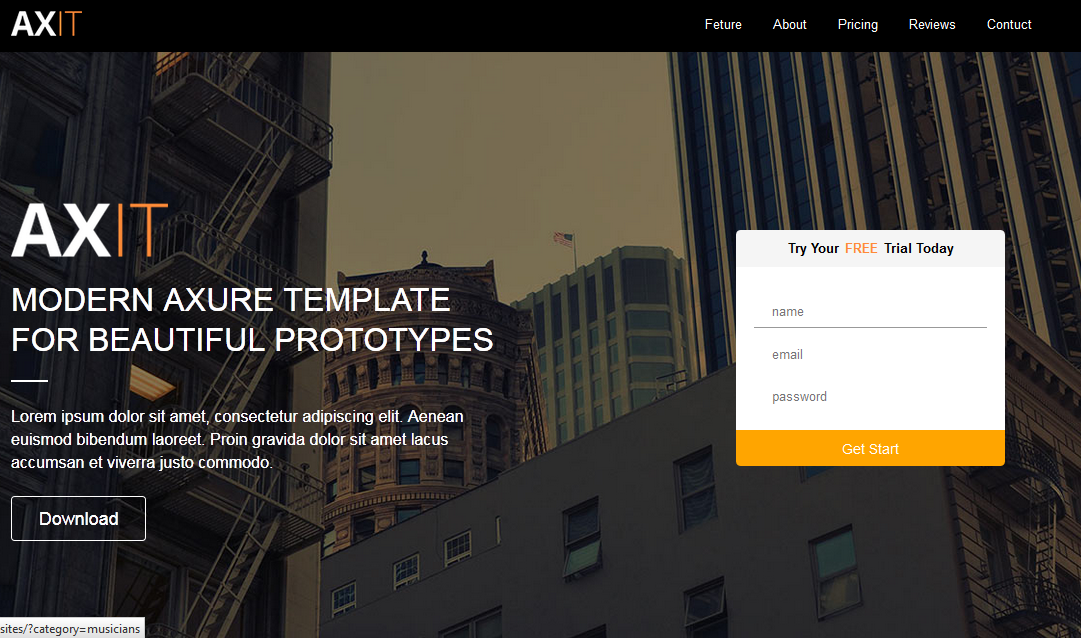 AXIT
Feture About Pricing Reviews Contuct
AXIT
MODERN AXURE TEMPLATE
FOR BEAUTIFUL PROTOTYPES
Lorem ipsum dolor sit amet, consectetur adipiscing elit. Aenean
euismod bibendum laoreet. Proin gravida dolor sit amet lacus
accumsan et viverra justo commodo.
Download
Try Your FREE Trial Today
name
email
password
Get Start
sites/?category=musicians